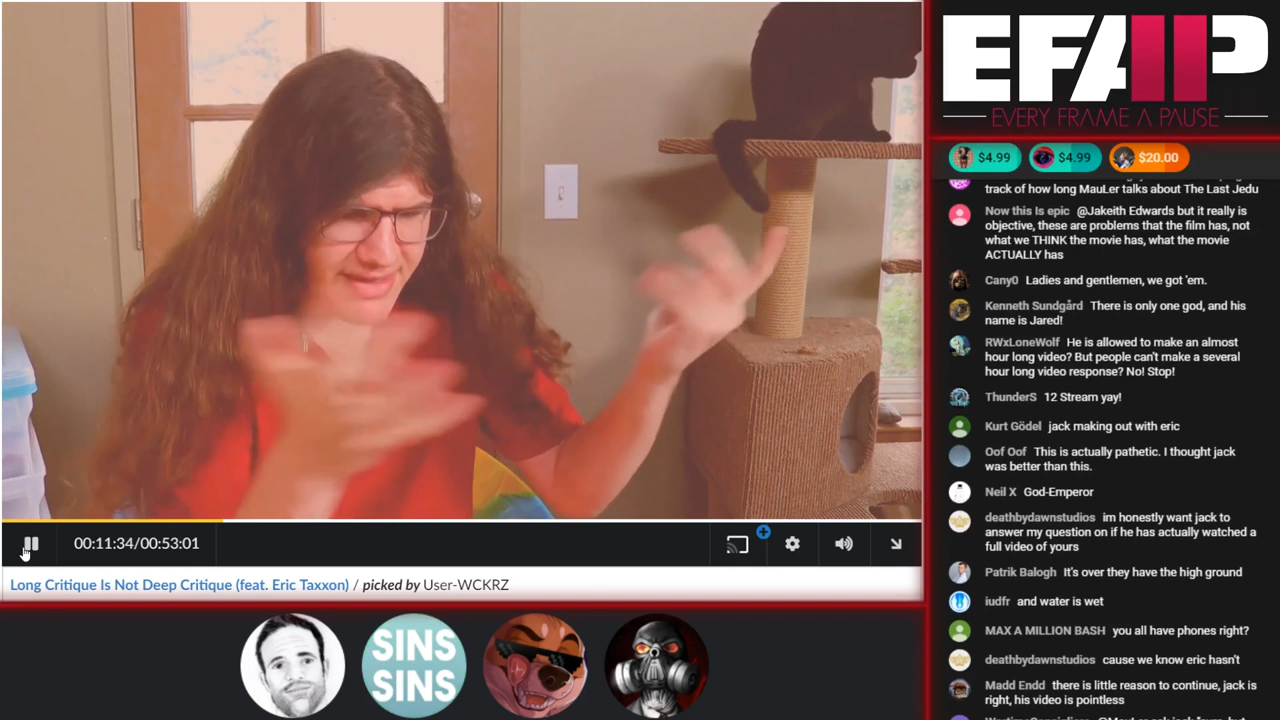 EFAP
EVERY FRAME A PAUSE
$4.99
$4.99
$20.00
track of how long MauLer talks about The Last Jedu
Now this Is epic @Jakeith Edwards but it really is
objective, these are problems that the film has, not
what we THINK the movie has, what the movie
ACTUALLY has
Cany0 Ladies and gentlemen, we got 'em.
Kenneth Sundgård There is only one god, and his
name is Jared!
RWxLoneWolf He is allowed to make an almost
hour long video? But people can't make a several
hour long video response? No! Stop!
ThunderS 12 Stream yay!
Kurt Gödel jack making out with eric
Oof Oof This is actually pathetic. I thought jack
was better than this.
Neil X God-Emperor
deathbydawnstudios im honestly want jack to
answer my question on if he has actually watched a
full video of yours
Patrik Balogh It's over they have the high ground
iudfr and water is wet
MAX A MILLION BASH you all have phones right?
deathbydawnstudios cause we know eric hasn't
Madd Endd there is little reason to continue, jack is
right, his video is pointless
00:11:34/00:53:01
Long Critique Is Not Deep Critique (feat. Eric Taxxon) / picked by User-WCKRZ
SINS
SINS